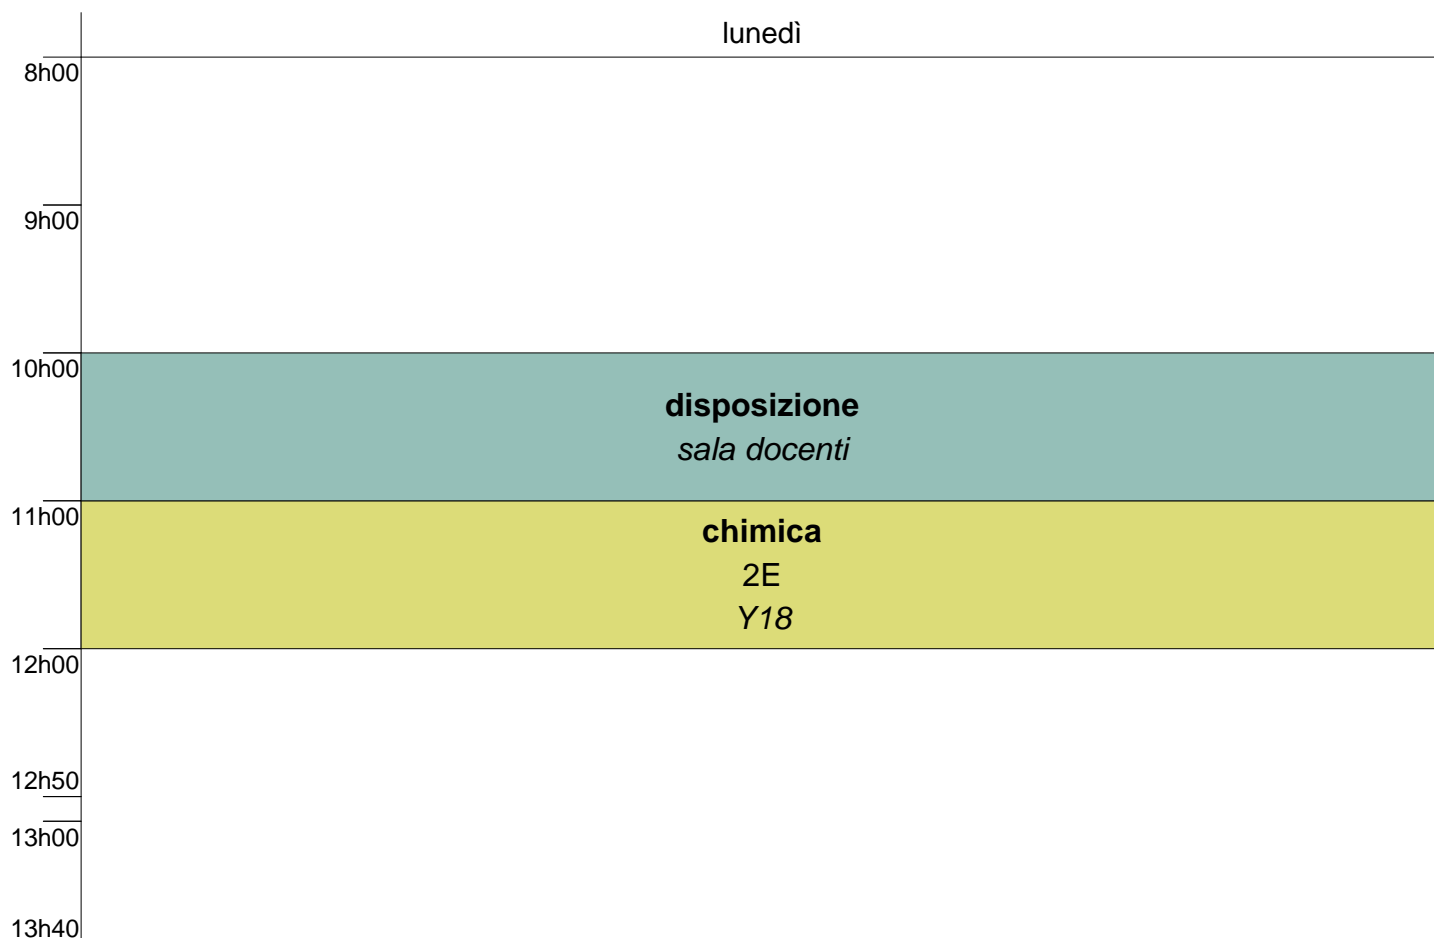 lunedì
8h00
9h00
10h00
disposizione
sala docenti
11h00
chimica
2E
Y18
12h00
12h50
13h00
13h40